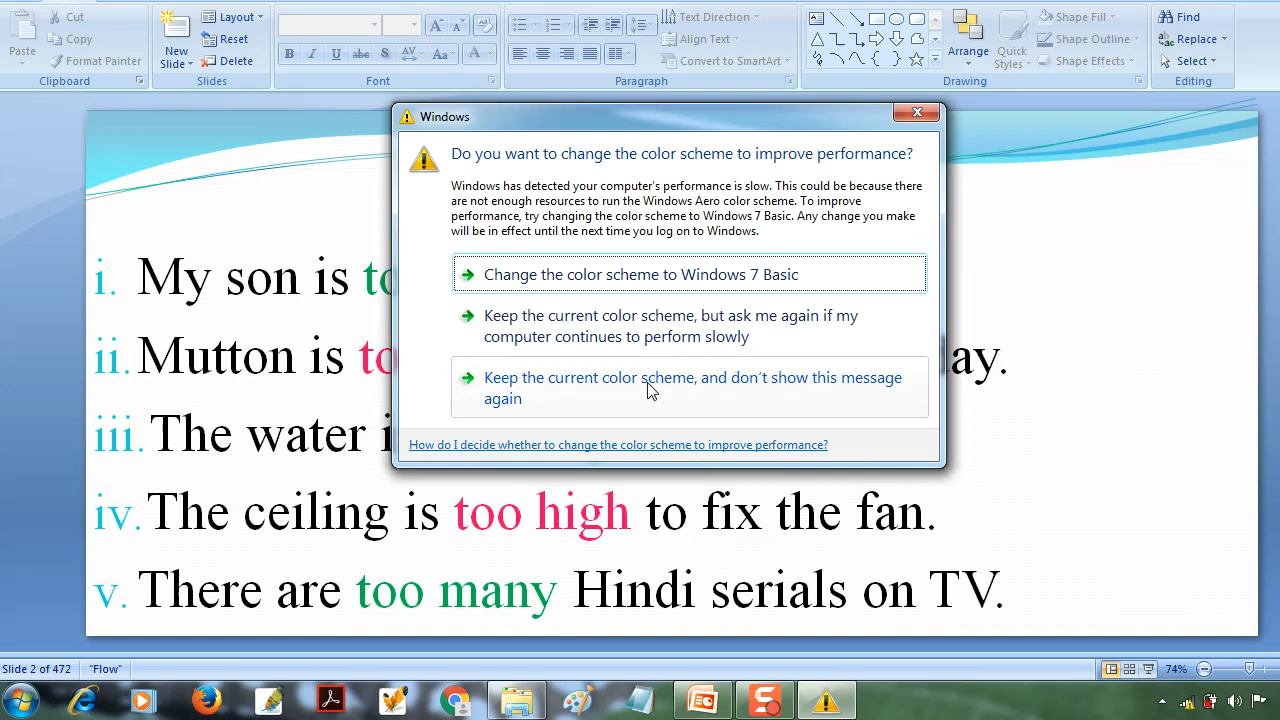 Cut
Copy
Format Painter
Paste
Clipboard
New
Slide
Layout
Reset
Delete
Slides
B I U abc S AV Aa A
Font
Text Direction
Align Text
Convert to SmartArt
Paragraph
Arrange
Quick
Styles
Shape Fill
Shape Outline
Shape Effects
Drawing
Find
Replace
Select
Editing
Windows
Do you want to change the color scheme to improve performance?
Windows has detected your computer's performance is slow. This could be because there
are not enough resources to run the Windows Aero color scheme. To improve
performance, try changing the color scheme to Windows 7 Basic. Any change you make
will be in effect until the next time you log on to Windows.
Change the color scheme to Windows 7 Basic
Keep the current color scheme, but ask me again if my
computer continues to perform slowly
Keep the current color scheme, and don't show this message
again
How do I decide whether to change the color scheme to improve performance?
i. My son is
ii. Mutton is ay.
iii. The water
iv. The ceiling is too high to fix the fan.
v. There are too many Hindi serials on TV.
Slide 2 of 472 "Flow" 74%